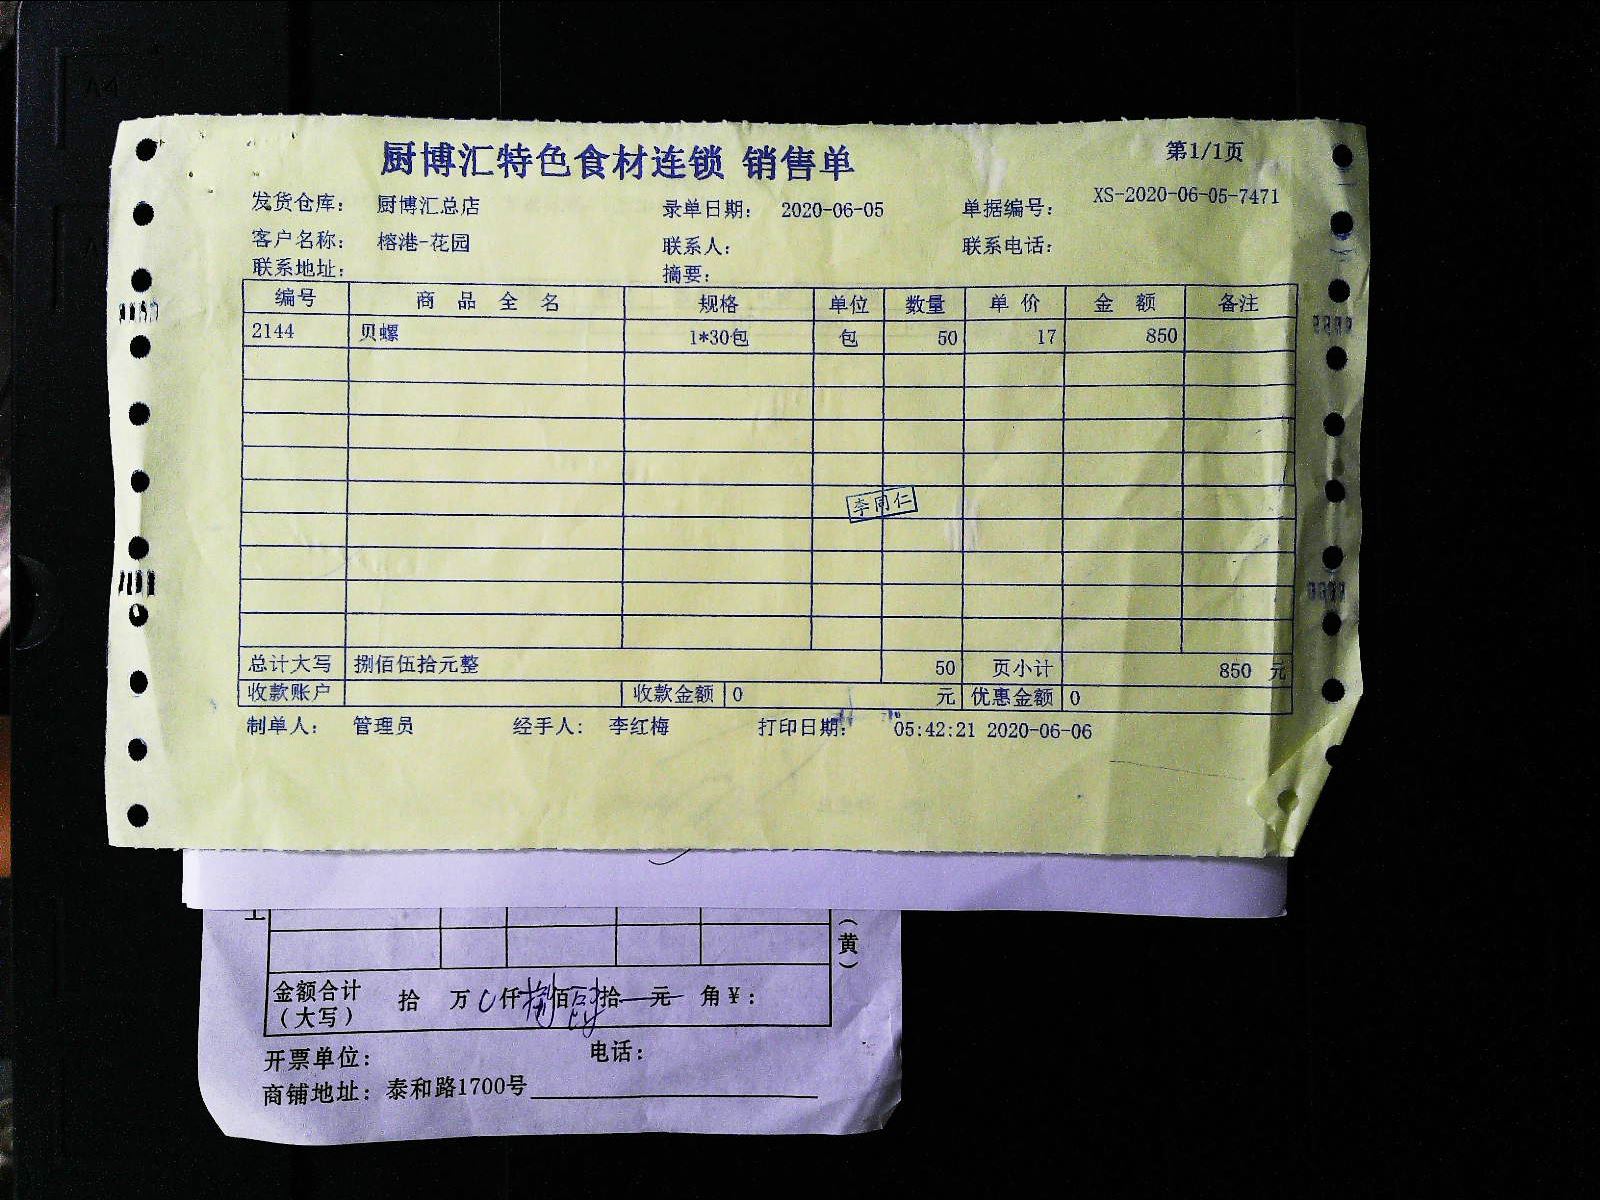 厨博汇特色食材连锁 销售单
第1/1页
发货仓库： 厨博汇总店 录单日期： 2020-06-05 单据编号： XS-2020-06-05-7471
客户名称： 榕港-花园 联系人： 联系电话：
联系地址： 摘要：
编号 商品全名 规格 单位 数量 单价 金额 备注
2144 贝螺 1*30包 包 50 17 850
李同仁
总计大写 捌佰伍拾元整 50 页小计 850 元
收款账户 收款金额 0 元 优惠金额 0
制单人： 管理员 经手人： 李红梅 打印日期： 05:42:21 2020-06-06
（黄）
金额合计（大写） 拾 万 仟 捌 佰 拾 元 角 ￥：
开票单位： 电话：
商铺地址：泰和路1700号